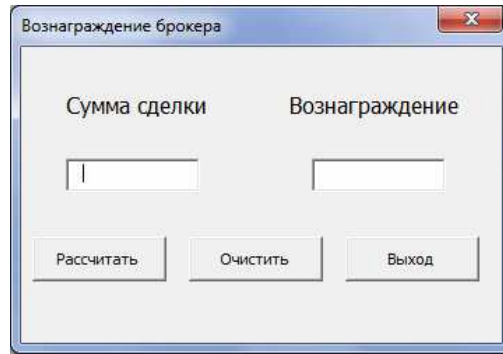 Вознаграждение брокера
Сумма сделки Вознаграждение
Рассчитать Очистить Выход